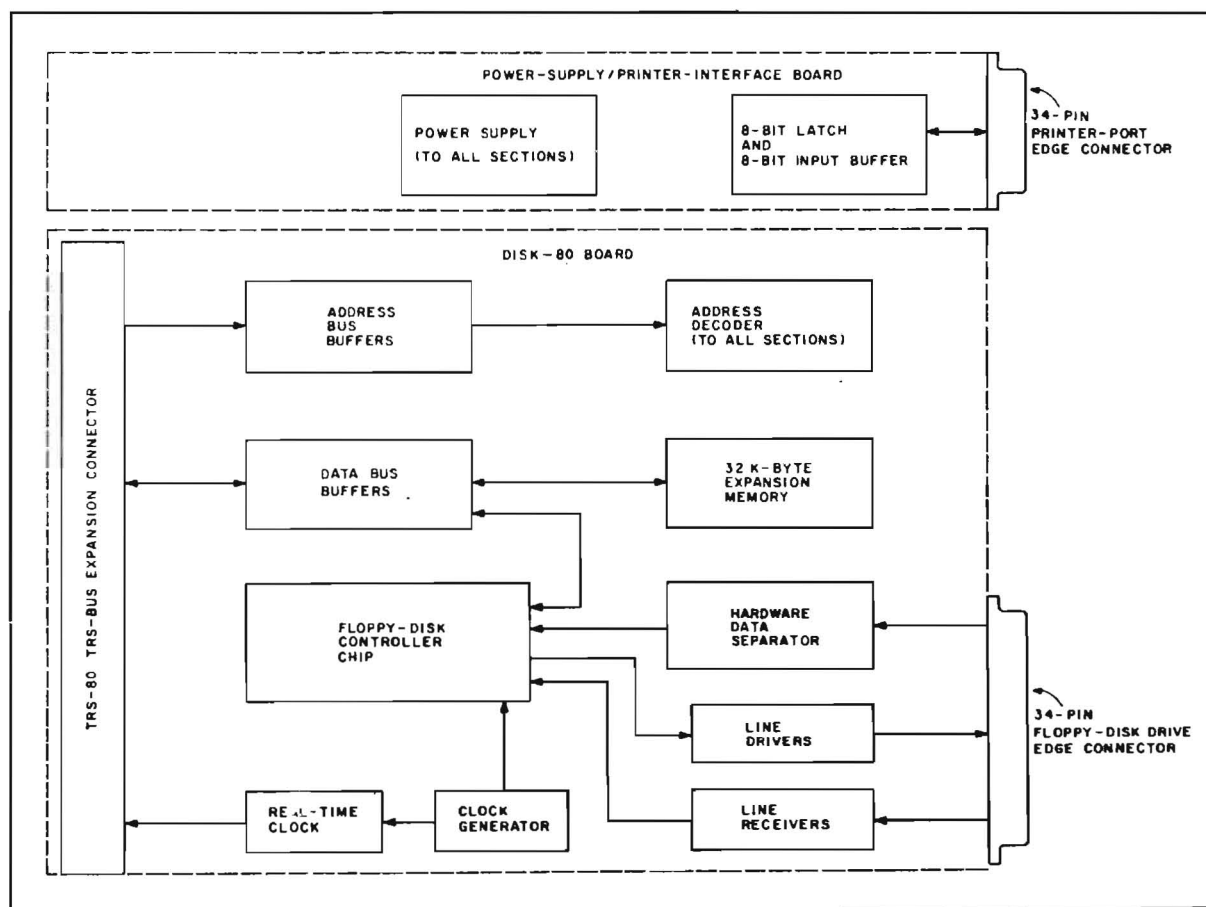 POWER-SUPPLY/PRINTER-INTERFACE BOARD
POWER SUPPLY
(TO ALL SECTIONS)
8-BIT LATCH
AND
8-BIT INPUT BUFFER
34-PIN
PRINTER-PORT
EDGE CONNECTOR
DISK-80 BOARD
TRS-80 TRS-BUS EXPANSION CONNECTOR
ADDRESS
BUS
BUFFERS
ADDRESS
DECODER
(TO ALL SECTIONS)
DATA BUS
BUFFERS
32 K-BYTE
EXPANSION
MEMORY
FLOPPY-DISK
CONTROLLER
CHIP
HARDWARE
DATA
SEPARATOR
34-PIN
FLOPPY-DISK DRIVE
EDGE CONNECTOR
LINE
DRIVERS
REAL-TIME
CLOCK
CLOCK
GENERATOR
LINE
RECEIVERS